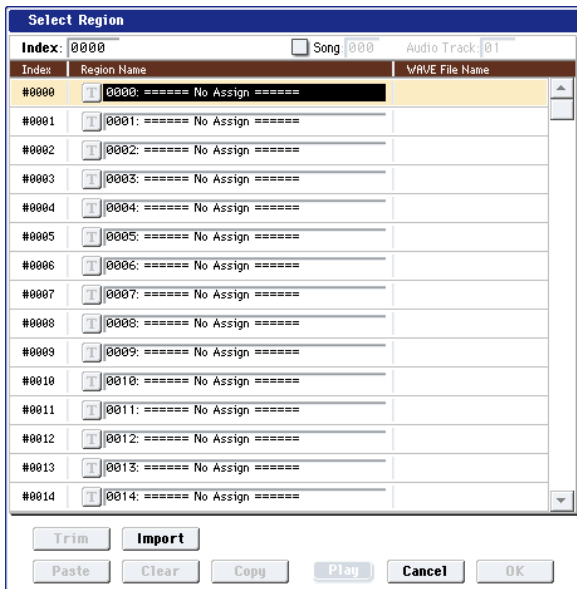 Select Region
Index: 0000 Song: 000 Audio Track: 01
Index Region Name WAVE File Name
#0000 T 0000: ====== No Assign ======
#0001 T 0001: ====== No Assign ======
#0002 T 0002: ====== No Assign ======
#0003 T 0003: ====== No Assign ======
#0004 T 0004: ====== No Assign ======
#0005 T 0005: ====== No Assign ======
#0006 T 0006: ====== No Assign ======
#0007 T 0007: ====== No Assign ======
#0008 T 0008: ====== No Assign ======
#0009 T 0009: ====== No Assign ======
#0010 T 0010: ====== No Assign ======
#0011 T 0011: ====== No Assign ======
#0012 T 0012: ====== No Assign ======
#0013 T 0013: ====== No Assign ======
#0014 T 0014: ====== No Assign ======
Trim Import
Paste Clear Copy Play Cancel OK